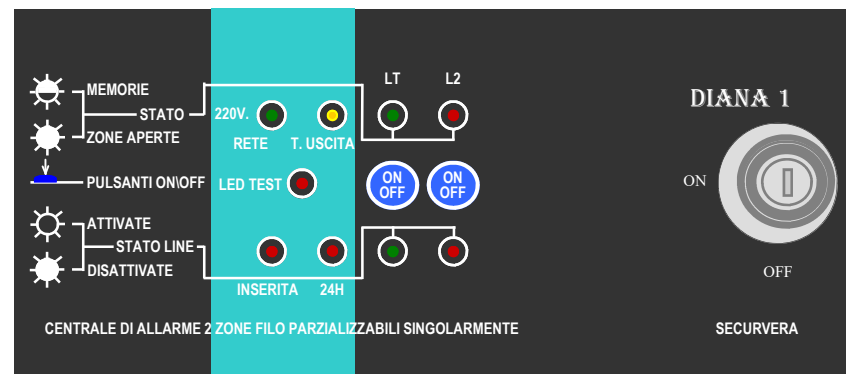 LT L2
MEMORIE
DIANA 1
STATO
220V.
ZONE APERTE
RETE T. USCITA
PULSANTI ON\OFF
LED TEST
ON
OFF
ON
OFF
ON
ATTIVATE
STATO LINE
DISATTIVATE
OFF
INSERITA 24H
CENTRALE DI ALLARME 2 ZONE FILO PARZIALIZZABILI SINGOLARMENTE
SECURVERA